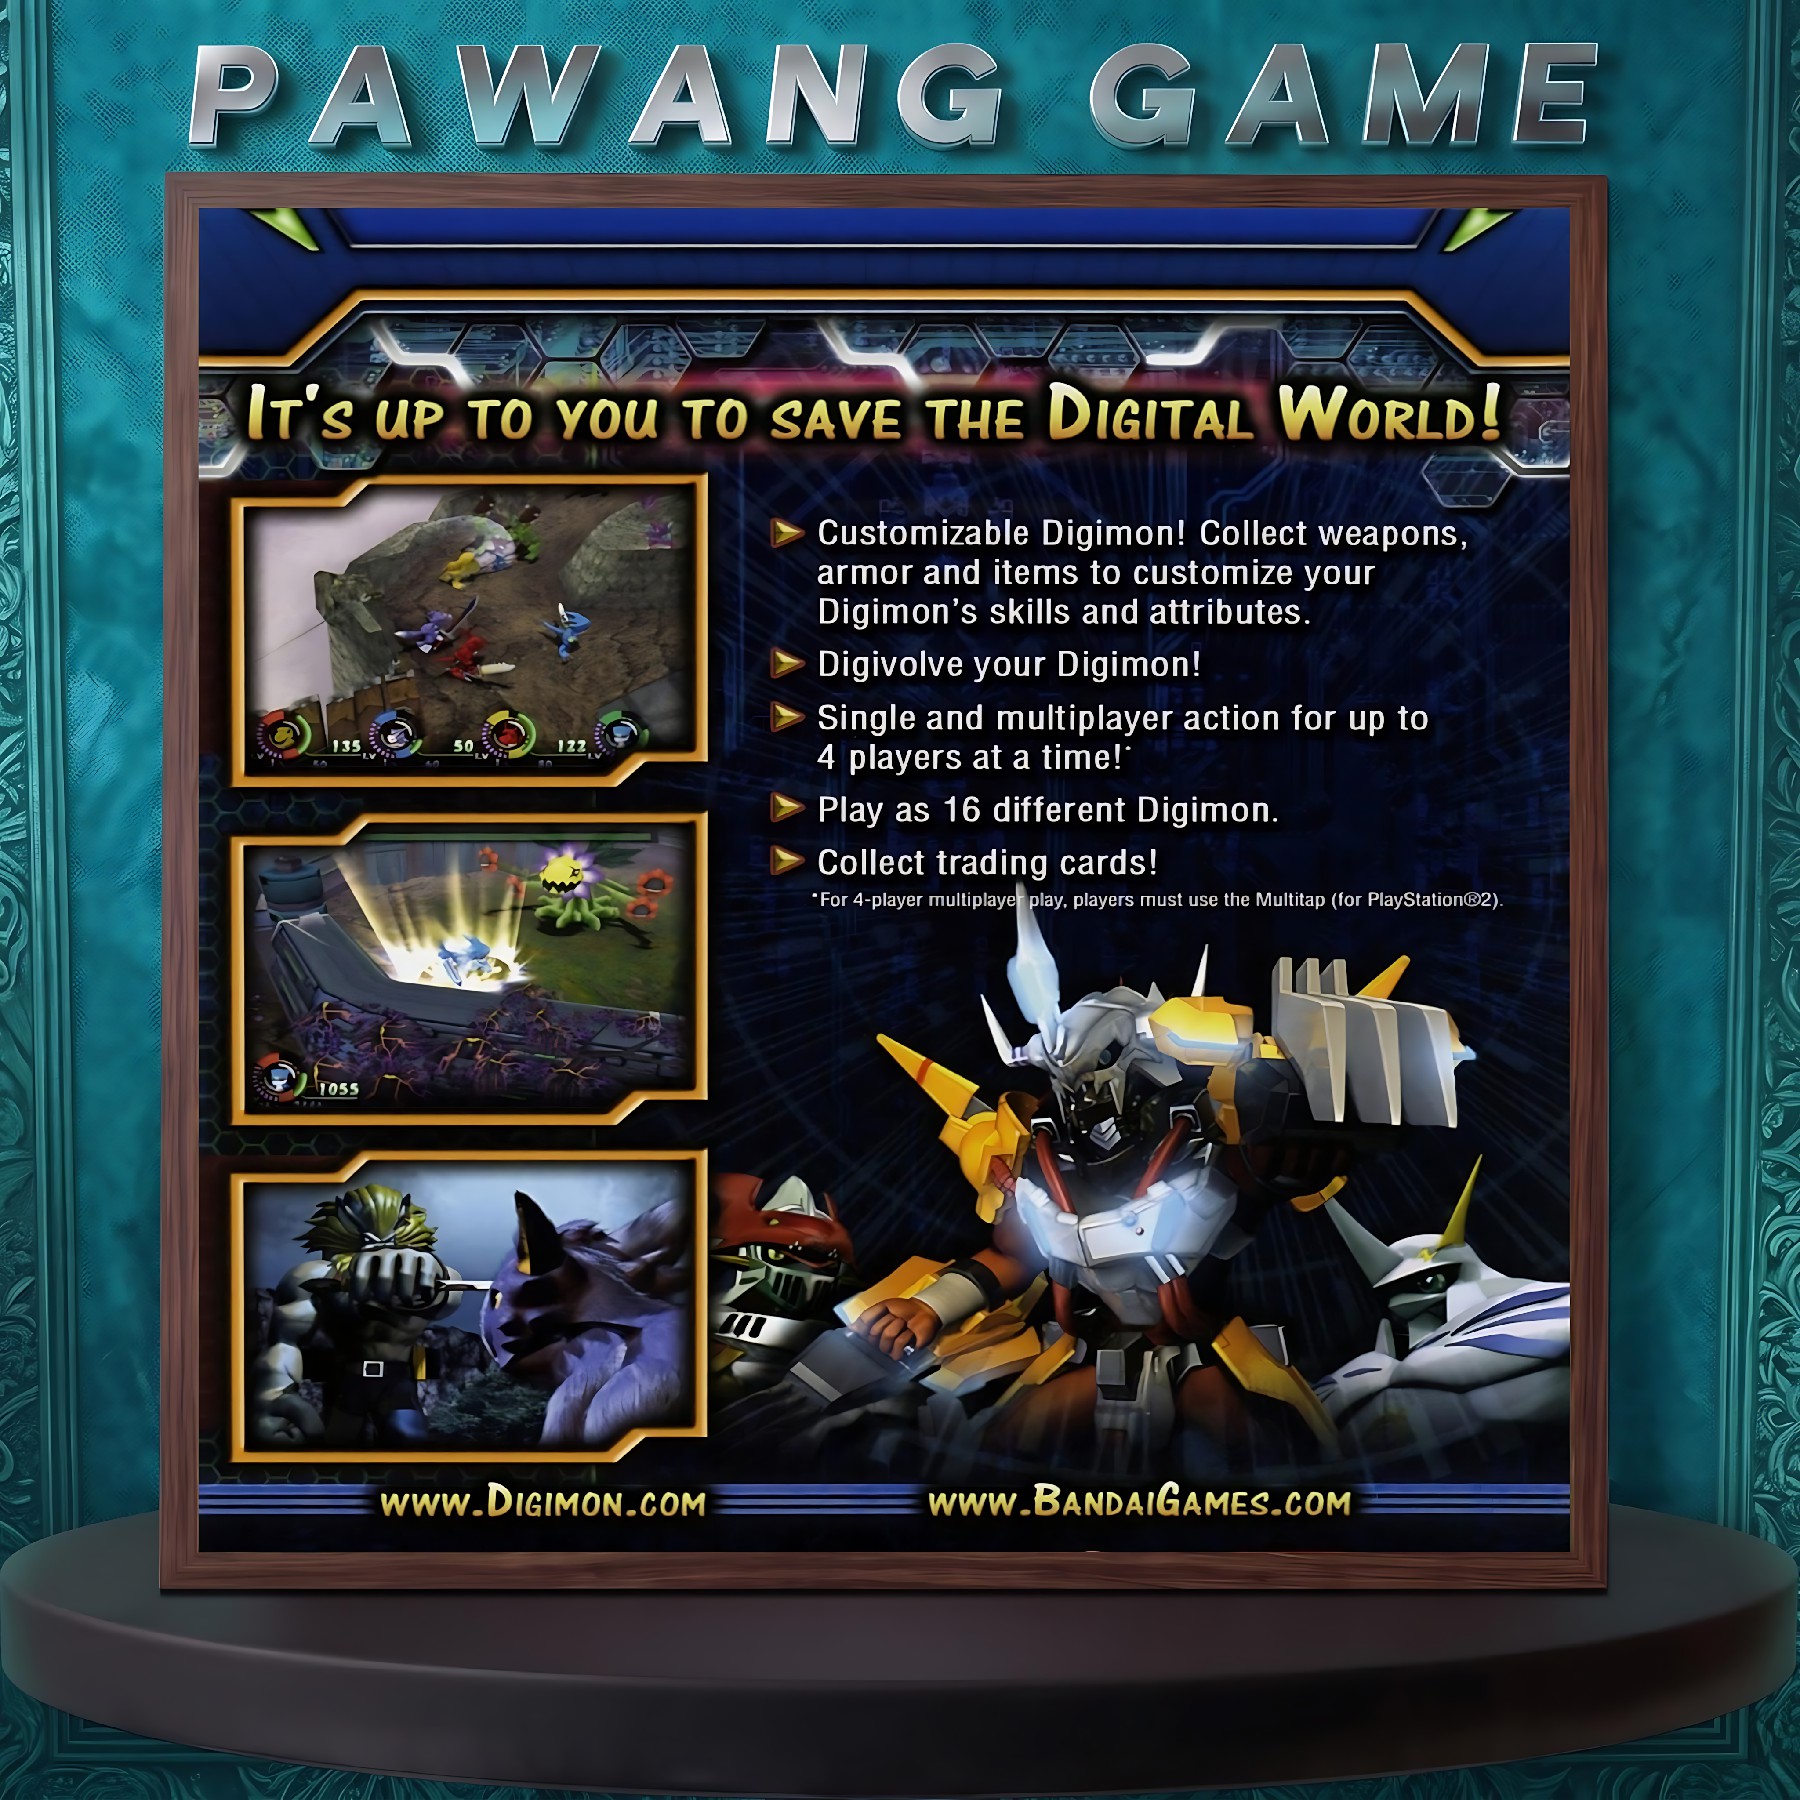 PAWANG GAME
It's up to you to save the Digital World!
Customizable Digimon! Collect weapons,
armor and items to customize your
Digimon's skills and attributes.
Digivolve your Digimon!
Single and multiplayer action for up to
4 players at a time!*
Play as 16 different Digimon.
Collect trading cards!
*For 4-player multiplayer play, players must use the Multitap (for PlayStation®2).
135 50 122
1055
www.Digimon.com
www.BandaiGames.com